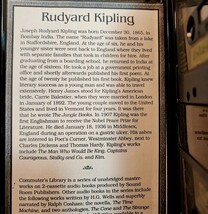 Rudyard Kipling
Joseph Rudyard Kipling was born December 30, 1865, in
Bombay India. The name "Rudyard" was taken from a lake
in Staffordshire, England. At the age of six, he and his
younger sister were sent back to England where they lived
with separate families that took in children for hire. After
graduating from a boarding school, he returned to India at
the age of sixteen. He took a job at a government printing
office and shortly afterwards published his first poem. At
the age of twenty he published his first book. Kipling knew
literary success as a young man and was able to travel
extensively. Henry James stood for Kipling's American
bride, Carrie Balestier, when they were married in London
in January of 1892. The young couple moved to the United
States and lived in Vermont for four years. It was there
that he wrote The Jungle Books. In 1907 Kipling was the
first Englishman to receive the Nobel Peace Prize for
Literature. He died January 18, 1936 in Middlesex,
England during an operation on a gastric ulcer. His ashes
are interred in Poet's Corner, Westminster Abbey, next to
Charles Dickens and Thomas Hardy. Kipling's works
include The Man Who Would Be King, Captains
Courageous, Stalky and Co. and Kim.
Commuter's Library is a series of unabridged master-
works on 2-cassette audio books produced by Sound
Room Publishers. Other audio books in the series include
the following works written by H.G. Wells and superbly
narrated by Ralph Cosham: the novella, The Time
Machine, and two anthologies, The Cone and The Strange